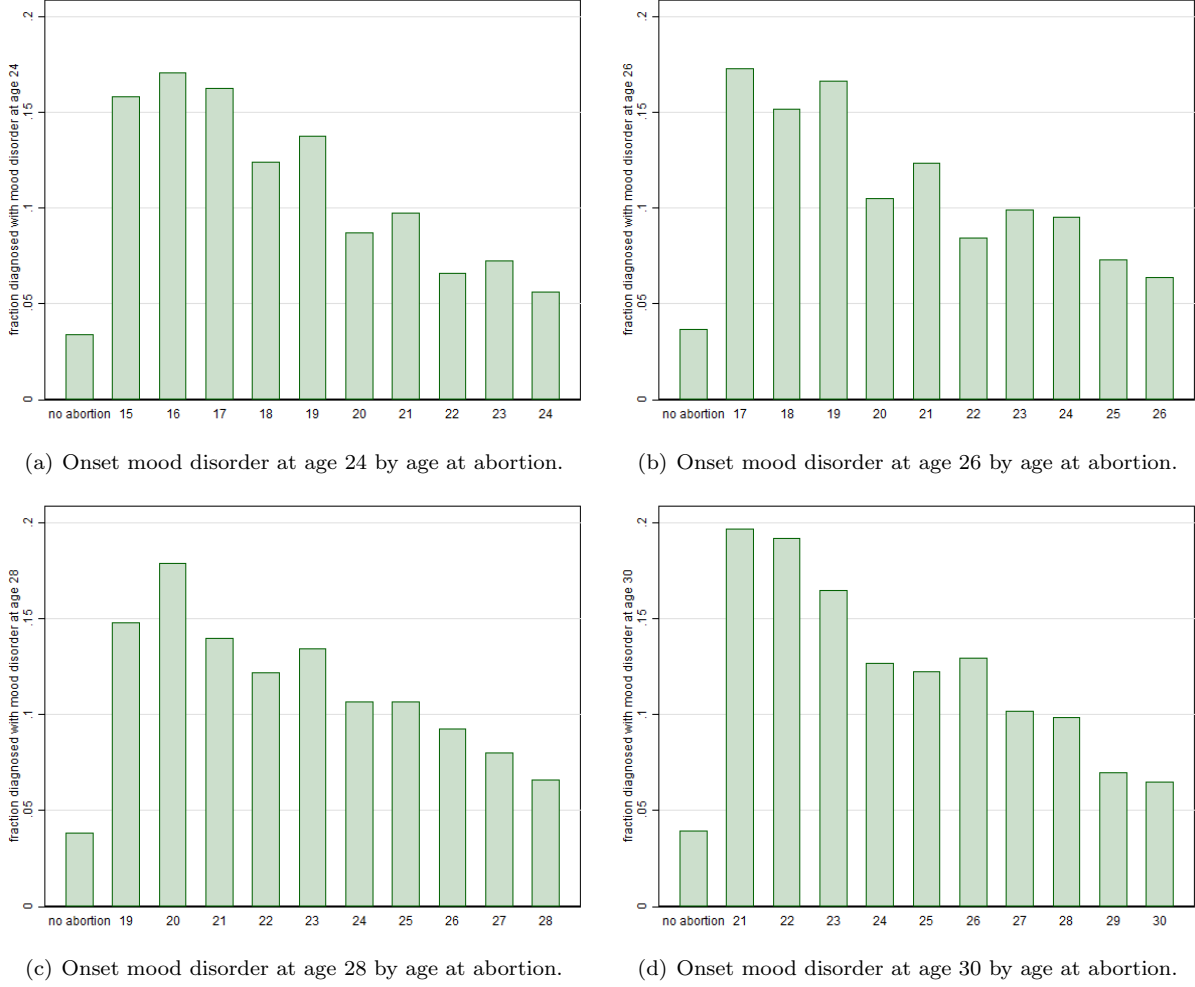 fraction diagnosed with mood disorder at age 24
.2
.15
.1
.05
0
no abortion 15 16 17 18 19 20 21 22 23 24
(a) Onset mood disorder at age 24 by age at abortion.
fraction diagnosed with mood disorder at age 26
.2
.15
.1
.05
0
no abortion 17 18 19 20 21 22 23 24 25 26
(b) Onset mood disorder at age 26 by age at abortion.
fraction diagnosed with mood disorder at age 28
.2
.15
.1
.05
0
no abortion 19 20 21 22 23 24 25 26 27 28
(c) Onset mood disorder at age 28 by age at abortion.
fraction diagnosed with mood disorder at age 30
.2
.15
.1
.05
0
no abortion 21 22 23 24 25 26 27 28 29 30
(d) Onset mood disorder at age 30 by age at abortion.